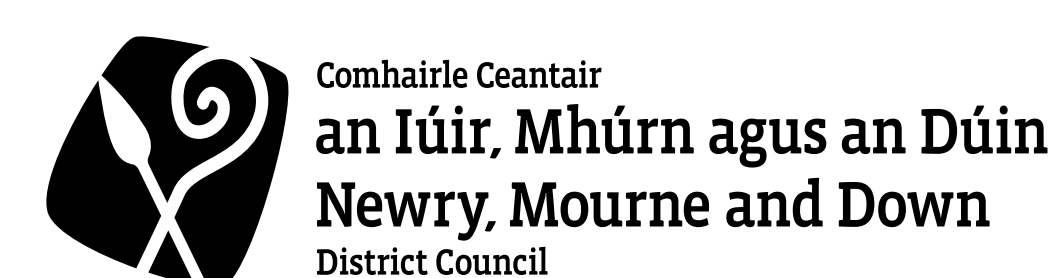 Comhairle Ceantair
an Iúir, Mhúrn agus an Dúin
Newry, Mourne and Down
District Council